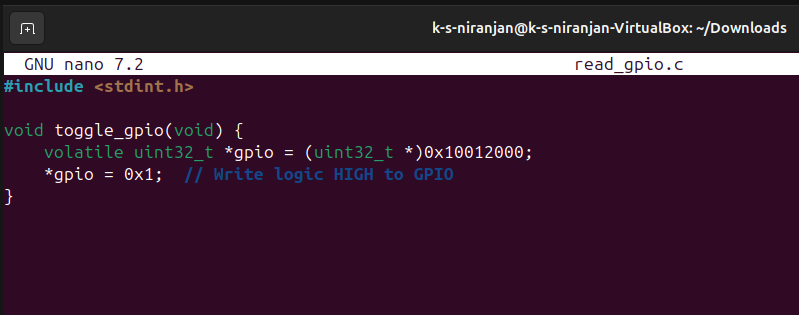 k-s-niranjan@k-s-niranjan-VirtualBox: ~/Downloads
GNU nano 7.2 read_gpio.c
#include <stdint.h>
void toggle_gpio(void) {
    volatile uint32_t *gpio = (uint32_t *)0x10012000;
    *gpio = 0x1;  // Write logic HIGH to GPIO
}